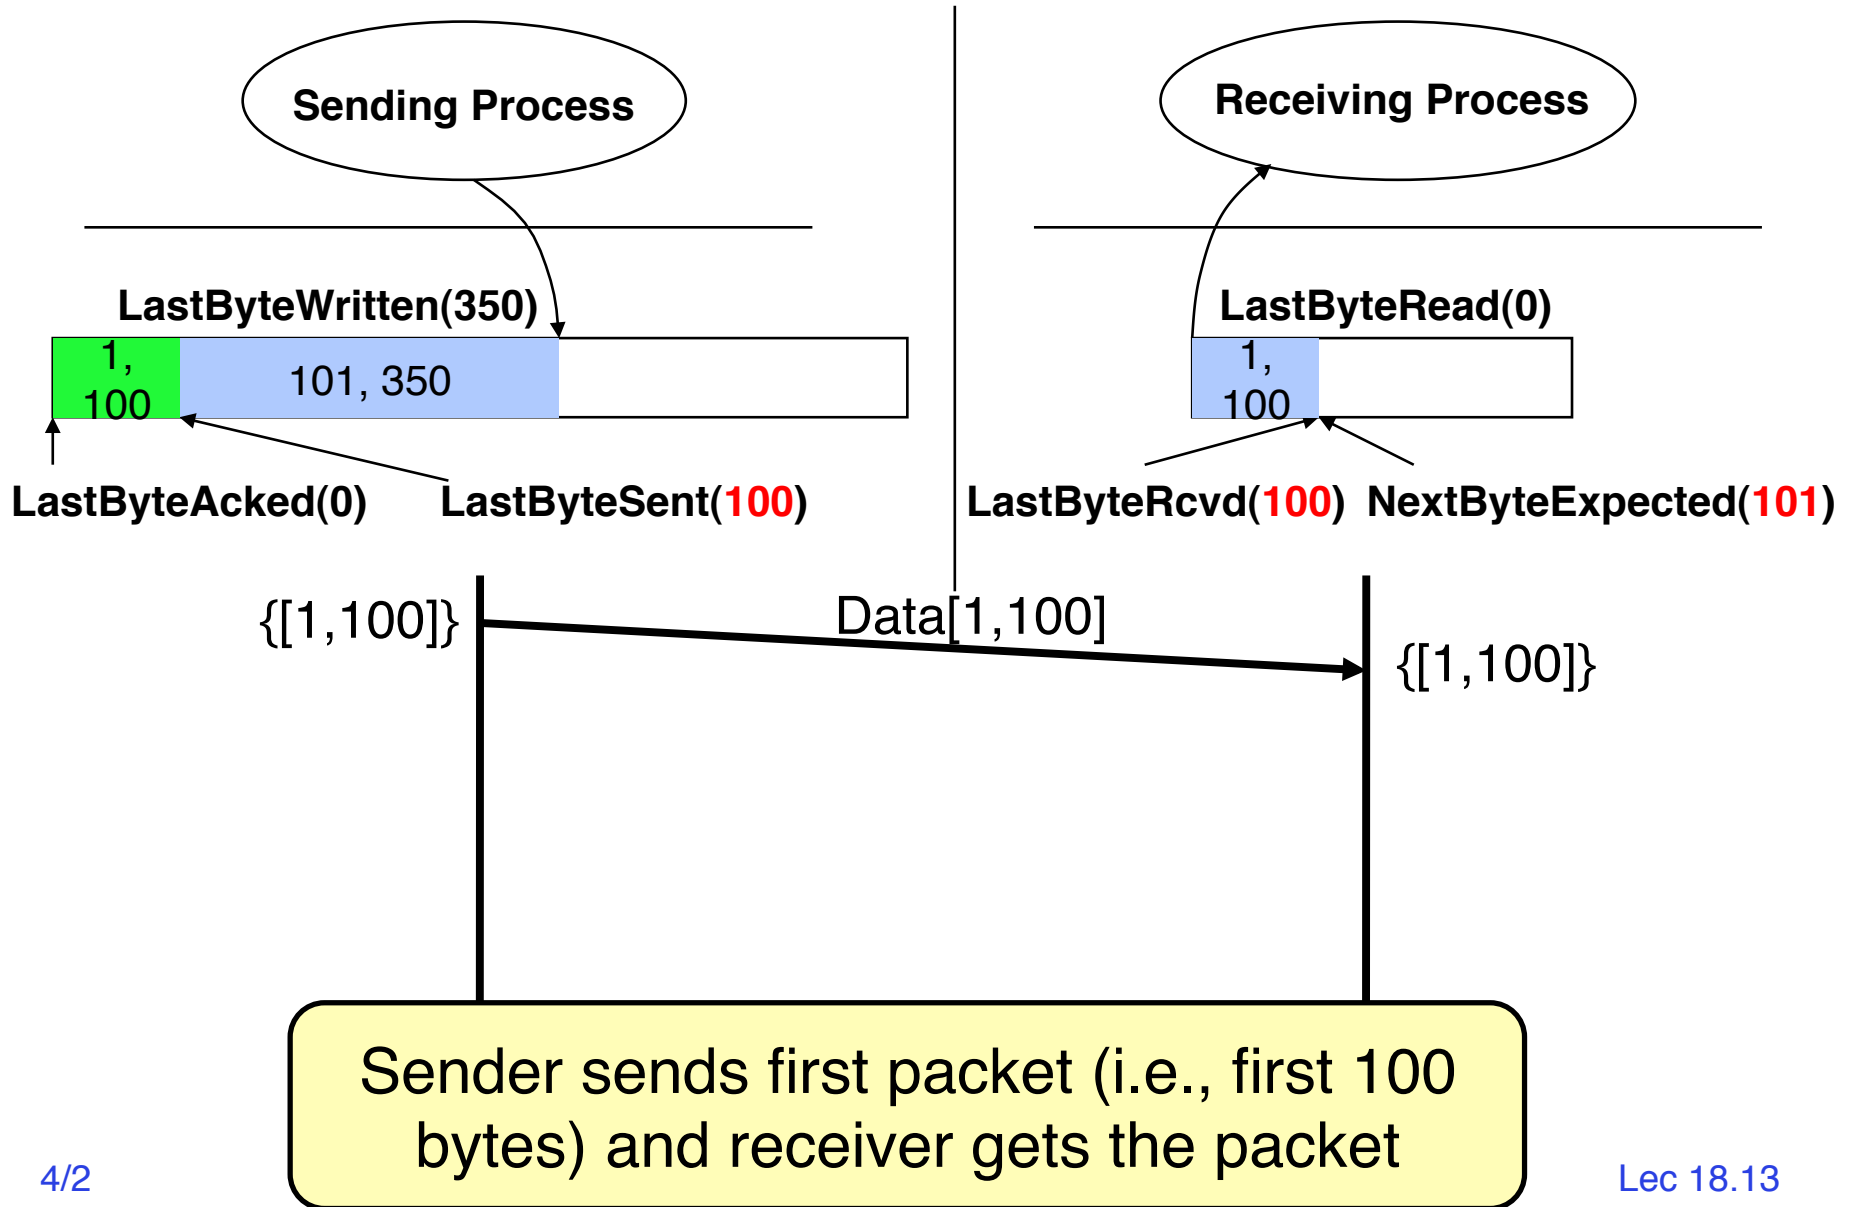 Sending Process
Receiving Process
LastByteWritten(350)
LastByteRead(0)
1,
100
101, 350
1,
100
LastByteAcked(0)
LastByteSent(100)
LastByteRcvd(100)
NextByteExpected(101)
{[1,100]}
Data[1,100]
{[1,100]}
Sender sends first packet (i.e., first 100
bytes) and receiver gets the packet
4/2
Lec 18.13